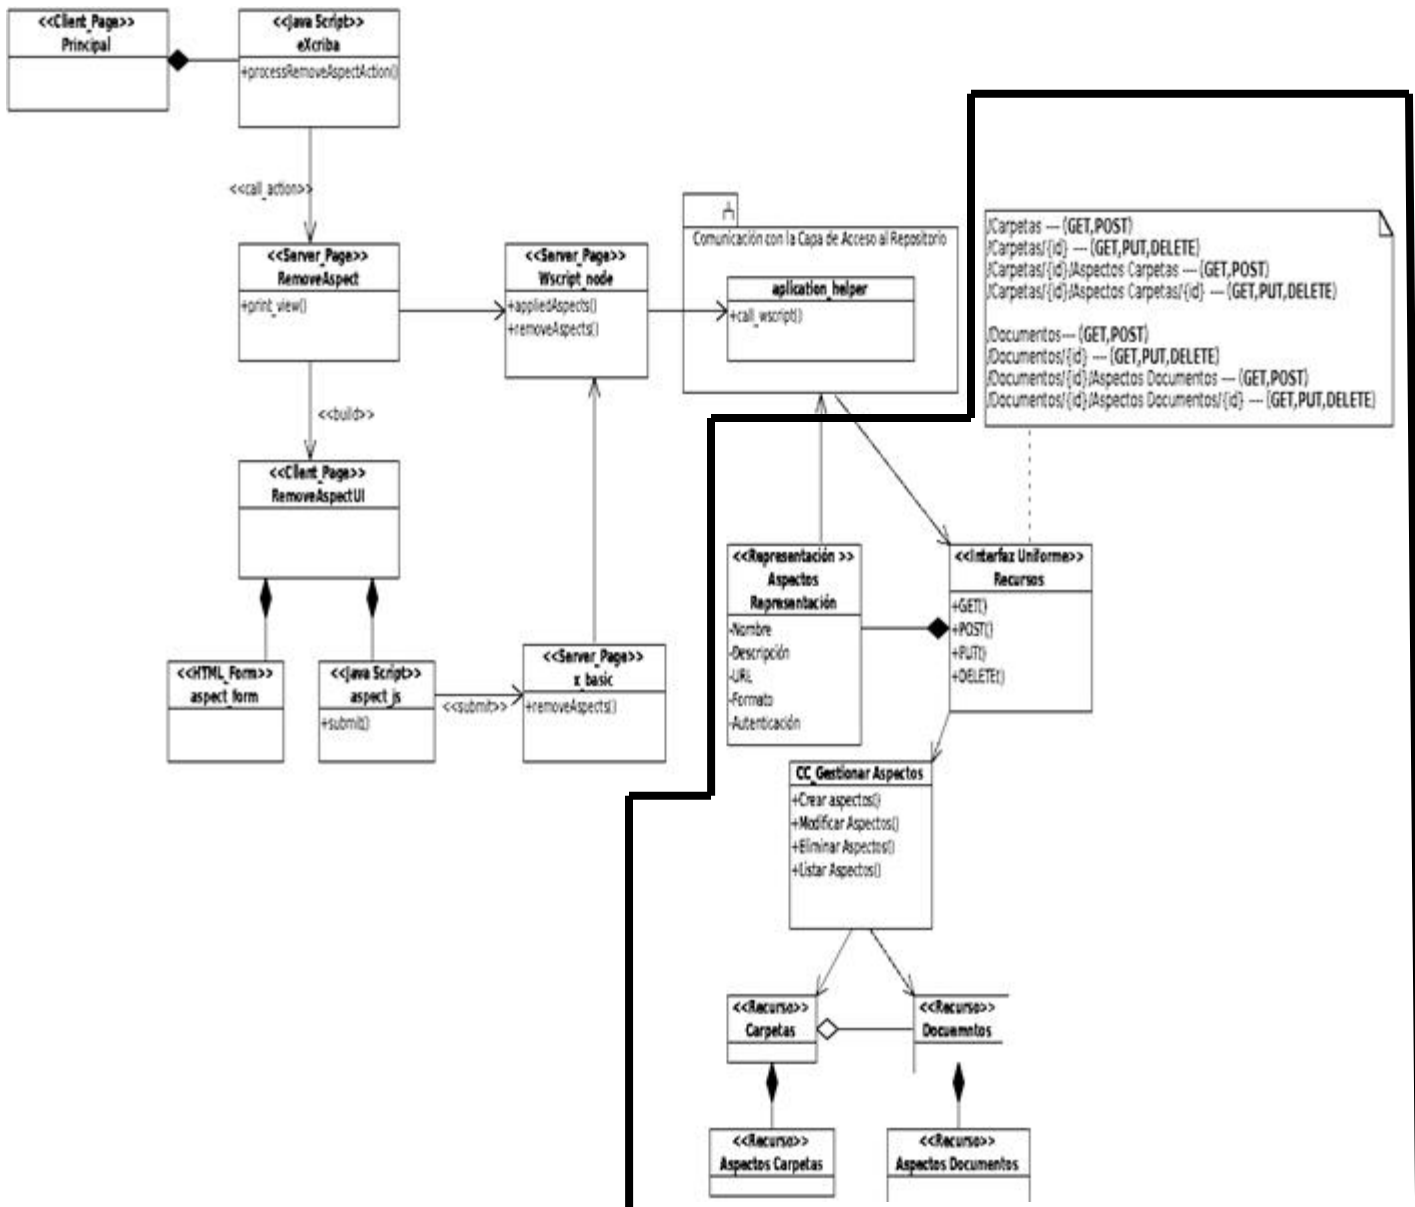 <<Client_Page>>
Principal
<<Java Script>>
eXcriba
+processRemoveAspectAction()
<<call_action>>
<<Server_Page>>
RemoveAspect
+print_view()
<<Server_Page>>
Wscript_node
+appliedAspects()
+removeAspects()
Comunicación con la Capa de Acceso al Repositorio
aplication_helper
+call_wscript()
/Carpetas --- (GET,POST)
/Carpetas/{id} --- (GET,PUT,DELETE)
/Carpetas/{id}/Aspectos Carpetas --- (GET,POST)
/Carpetas/{id}/Aspectos Carpetas/{id} --- (GET,PUT,DELETE)
/Documentos--- (GET,POST)
/Documentos/{id} --- (GET,PUT,DELETE)
/Documentos/{id}/Aspectos Documentos --- (GET,POST)
/Documentos/{id}/Aspectos Documentos/{id} --- (GET,PUT,DELETE)
<<build>>
<<Client_Page>>
RemoveAspectUI
<<HTML_Form>>
aspect_form
<<Java Script>>
aspect_js
+submit()
<<submit>>
<<Server_Page>>
x_basic
+removeAspects()
<<Representación >>
Aspectos
Representación
-Nombre
-Descripción
-URL
-Formato
-Autenticación
<<Interfaz Uniforme>>
Recursos
+GET()
+POST()
+PUT()
+DELETE()
CC_Gestionar Aspectos
+Crear aspectos()
+Modificar Aspectos()
+Eliminar Aspectos()
+Listar Aspectos()
<<Recurso>>
Carpetas
<<Recurso>>
Docuemntos
<<Recurso>>
Aspectos Carpetas
<<Recurso>>
Aspectos Documentos